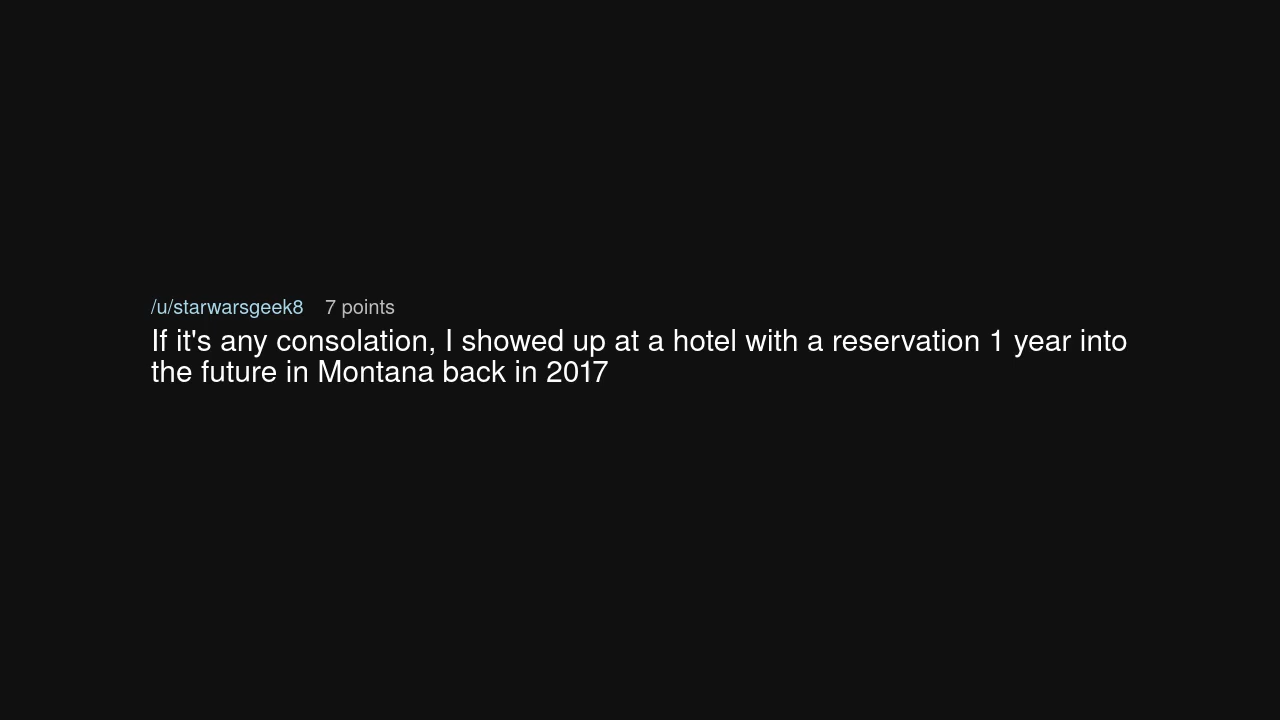 /u/starwarsgeek8 7 points
If it's any consolation, I showed up at a hotel with a reservation 1 year into
the future in Montana back in 2017